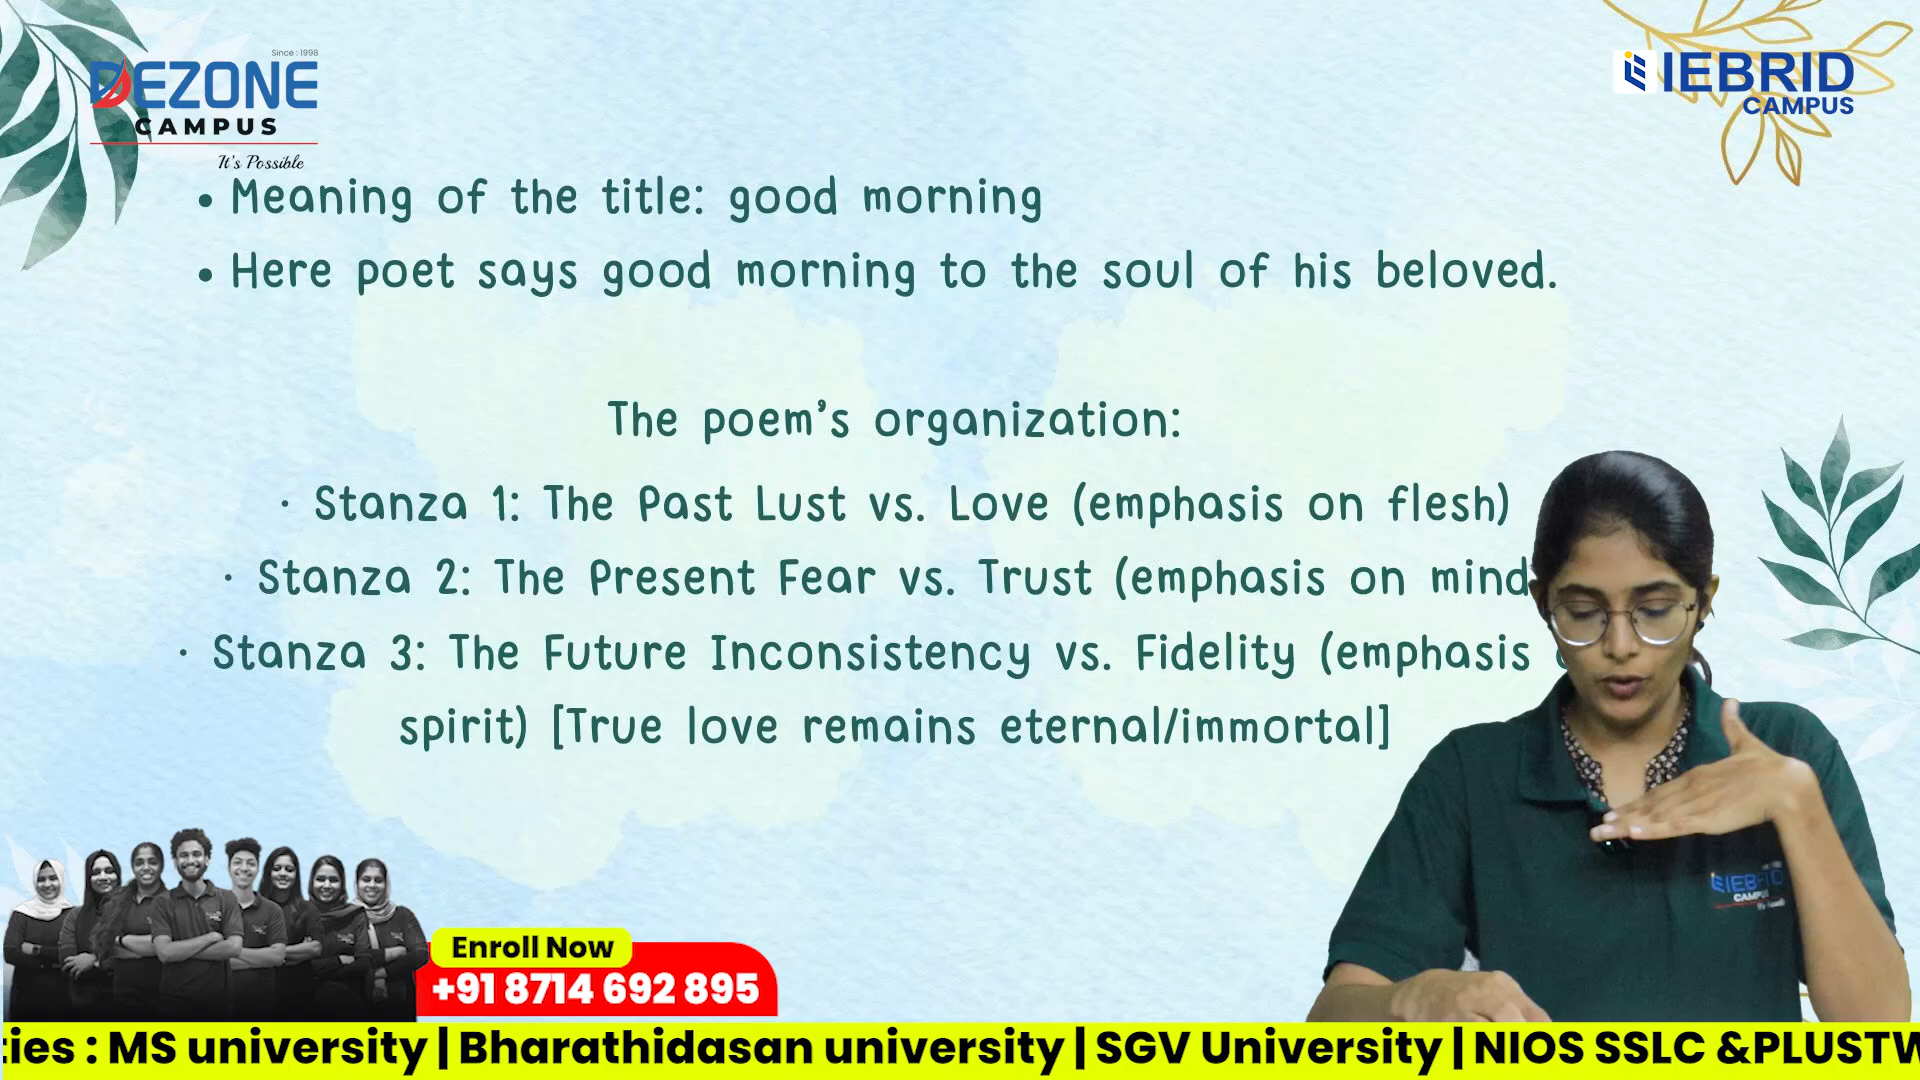 Since : 1998
DEZONE
CAMPUS
It's Possible
IEBRID
CAMPUS
• Meaning of the title: good morning
• Here poet says good morning to the soul of his beloved.
The poem's organization:
· Stanza 1: The Past Lust vs. Love (emphasis on flesh)
· Stanza 2: The Present Fear vs. Trust (emphasis on mind
· Stanza 3: The Future Inconsistency vs. Fidelity (emphasis
spirit) [True love remains eternal/immortal]
IEBRID
CAMPUS
Enroll Now
+91 8714 692 895
: MS university | Bharathidasan university | SGV University | NIOS SSLC &PLUSTW